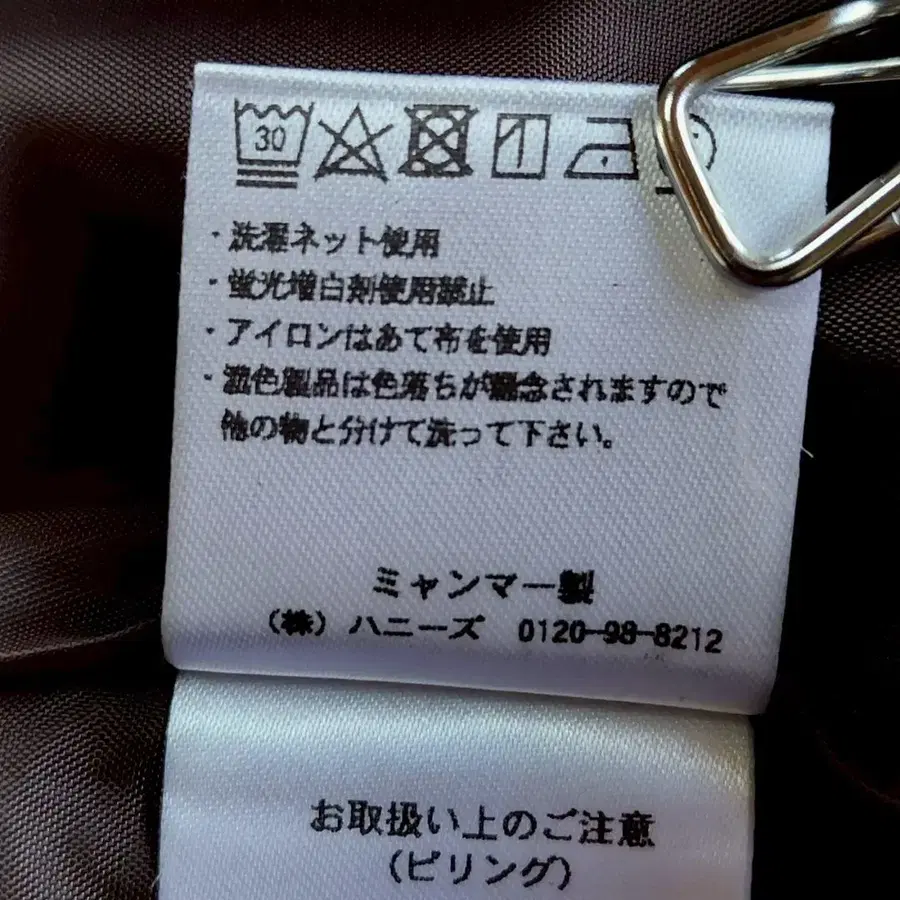 30
・洗濯ネット使用
・蛍光増白剤使用禁止
・アイロンはあて布を使用
・濃色製品は色落ちが懸念されますので
他の物と分けて洗って下さい。
ミャンマー製
(株) ハニーズ 0120-98-8212
お取扱い上のご注意
(ピリング)